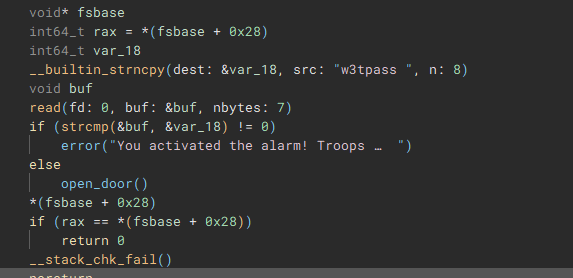 void* fsbase
int64_t rax = *(fsbase + 0x28)
int64_t var_18
__builtin_strncpy(dest: &var_18, src: "w3tpass ", n: 8)
void buf
read(fd: 0, buf: &buf, nbytes: 7)
if (strcmp(&buf, &var_18) != 0)
error("You activated the alarm! Troops …  ")
else
open_door()
*(fsbase + 0x28)
if (rax == *(fsbase + 0x28))
return 0
__stack_chk_fail()
noreturn